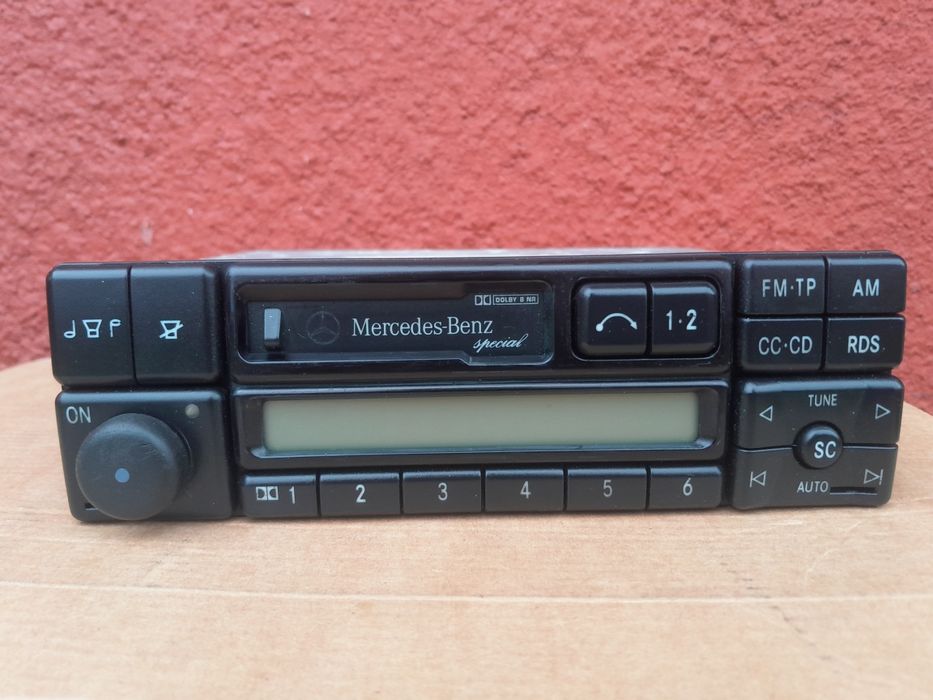 DOLBY B NR
Mercedes-Benz
special
1·2
FM·TP
AM
CC·CD
RDS
ON
TUNE
SC
AUTO
1
2
3
4
5
6